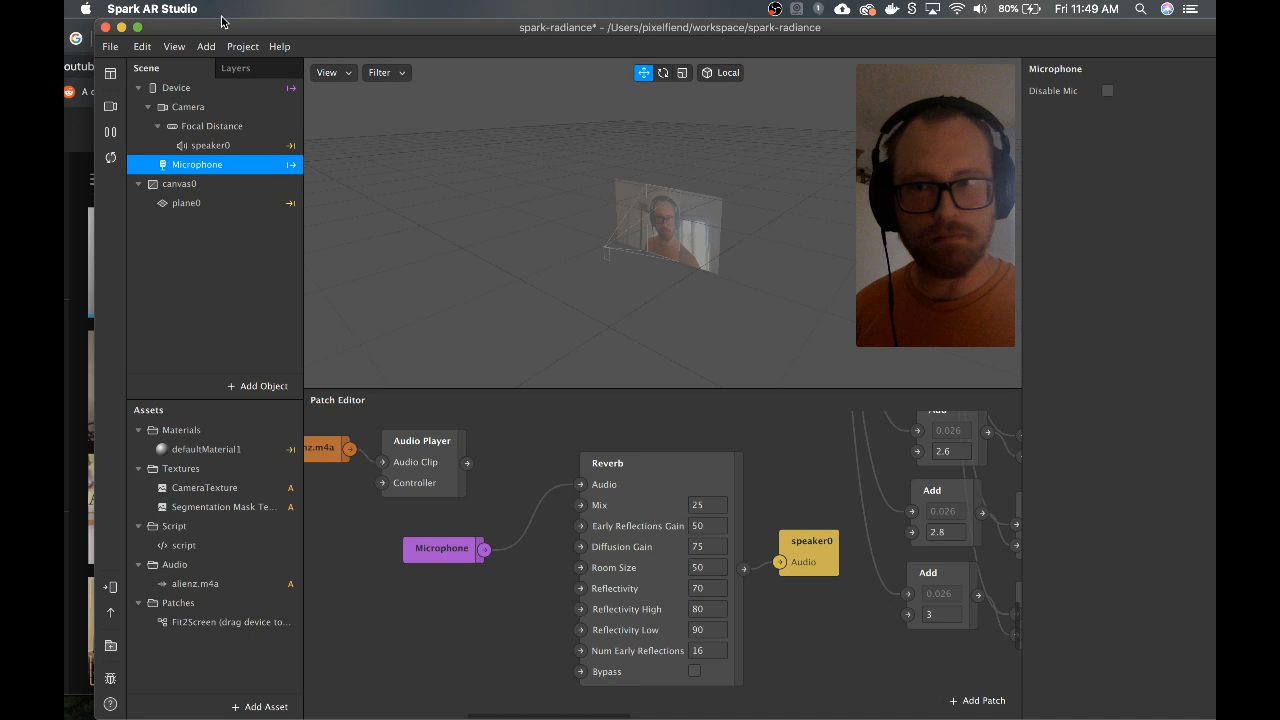 Spark AR Studio
80%
Fri 11:49 AM
spark-radiance* - /Users/pixelfiend/workspace/spark-radiance
File Edit View Add Project Help
outub
A c
Scene Layers
Device
Camera
Focal Distance
speaker0
Microphone
canvas0
plane0
+ Add Object
View Filter Local
Microphone
Disable Mic
Assets
Materials
defaultMaterial1
Textures
CameraTexture A
Segmentation Mask Te... A
Script
script
Audio
alienz.m4a A
Patches
Fit2Screen (drag device to...
+ Add Asset
Patch Editor
nz.m4a
Audio Player
Audio Clip
Controller
Microphone
Reverb
Audio
Mix 25
Early Reflections Gain 50
Diffusion Gain 75
Room Size 50
Reflectivity 70
Reflectivity High 80
Reflectivity Low 90
Num Early Reflections 16
Bypass
speaker0
Audio
Add
0.026
2.6
Add
0.026
2.8
Add
0.026
3
+ Add Patch